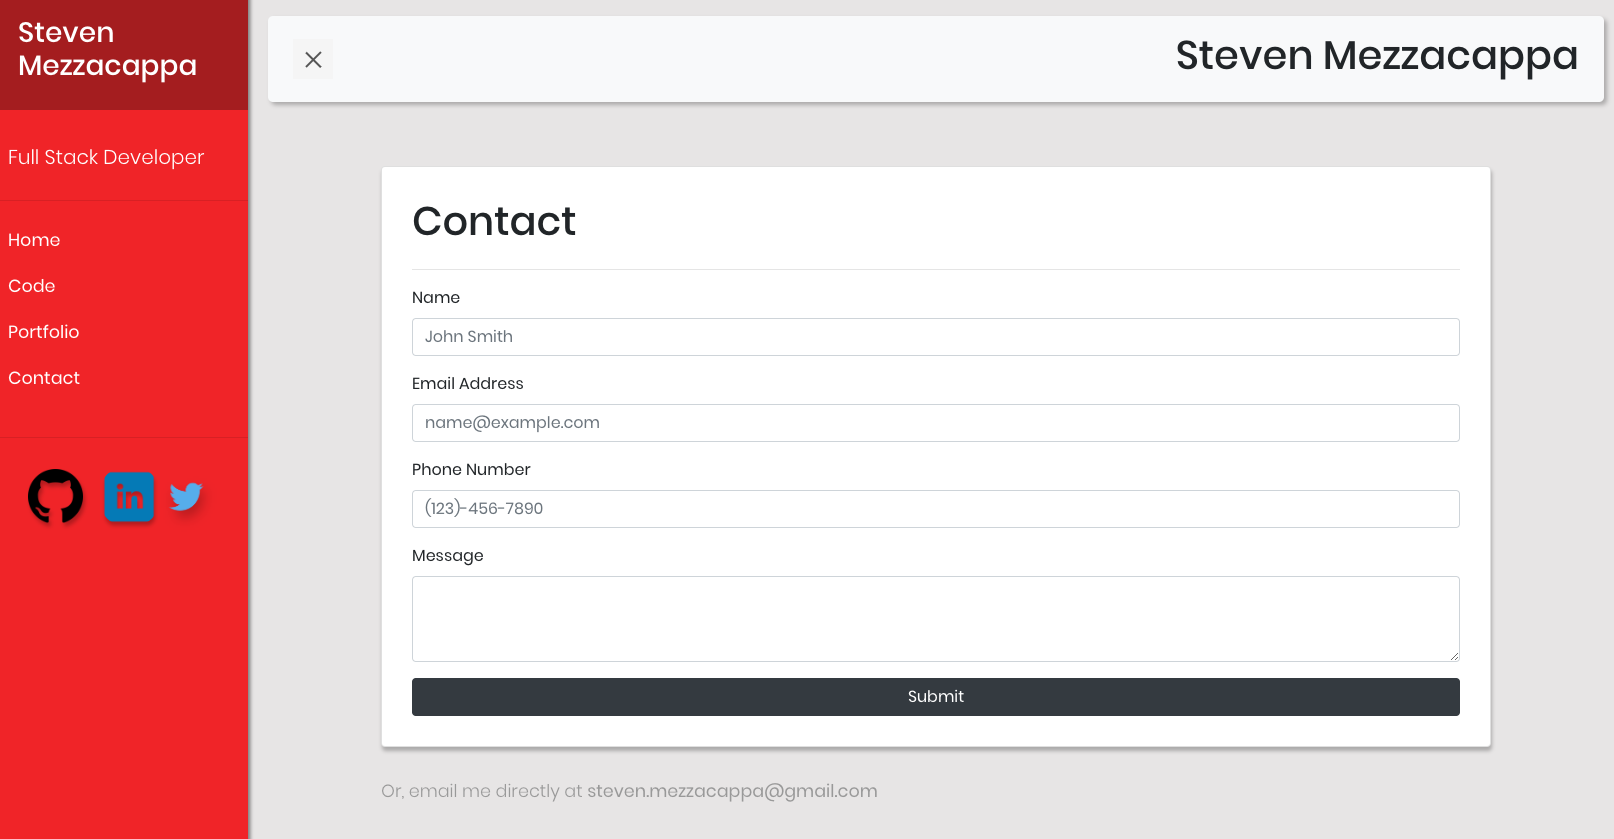 Steven
Mezzacappa
Full Stack Developer
Home
Code
Portfolio
Contact
in
Steven Mezzacappa
Contact
Name
John Smith
Email Address
name@example.com
Phone Number
(123)-456-7890
Message
Submit
Or, email me directly at steven.mezzacappa@gmail.com